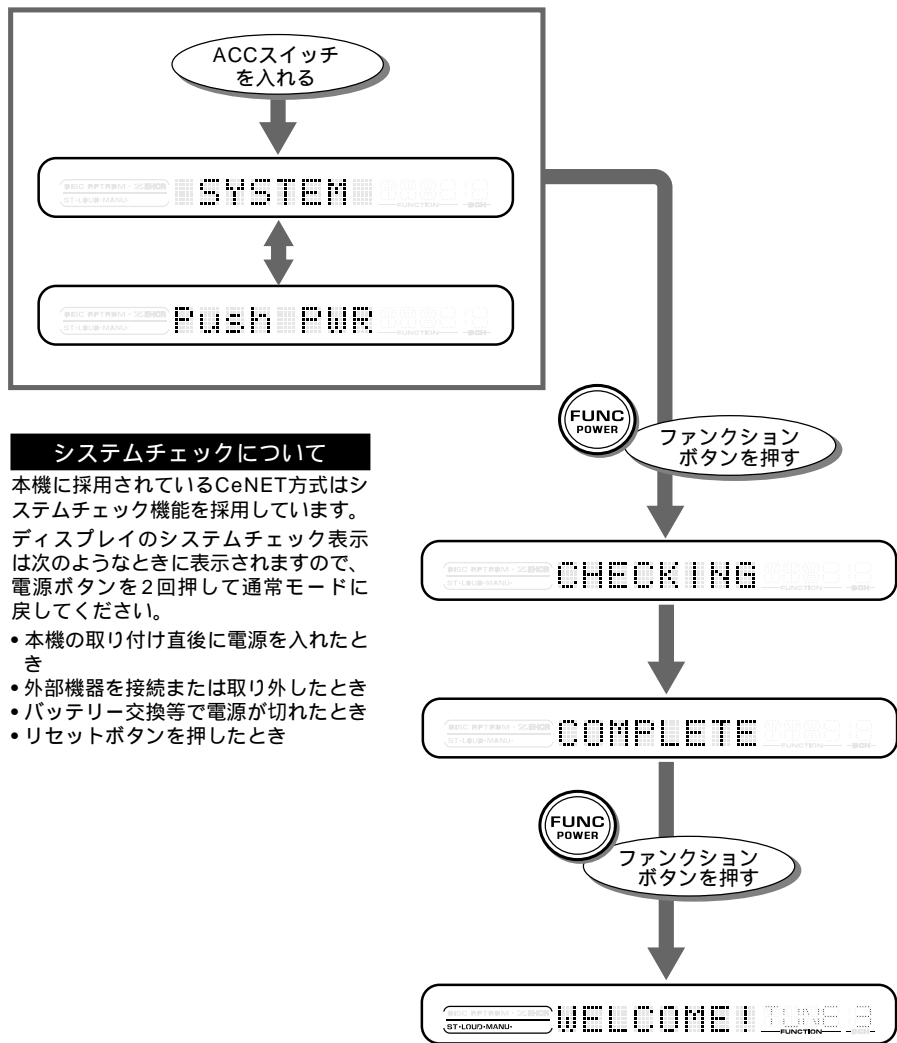 ACCスイッチ
を入れる
SYSTEM
FUNCTION
Push PWR
FUNCTION
FUNC
POWER
ファンクション
ボタンを押す
システムチェックについて
本機に採用されているCeNET方式はシ
ステムチェック機能を採用しています。
ディスプレイのシステムチェック表示
は次のようなときに表示されますので、
電源ボタンを2回押して通常モードに
戻してください。
• 本機の取り付け直後に電源を入れたと
き
• 外部機器を接続または取り外したとき
• バッテリー交換等で電源が切れたとき
• リセットボタンを押したとき
CHECKING
FUNCTION
COMPLETE
FUNCTION
FUNC
POWER
ファンクション
ボタンを押す
WELCOME! TUNE 3
ST·LOUD·MANU· FUNCTION